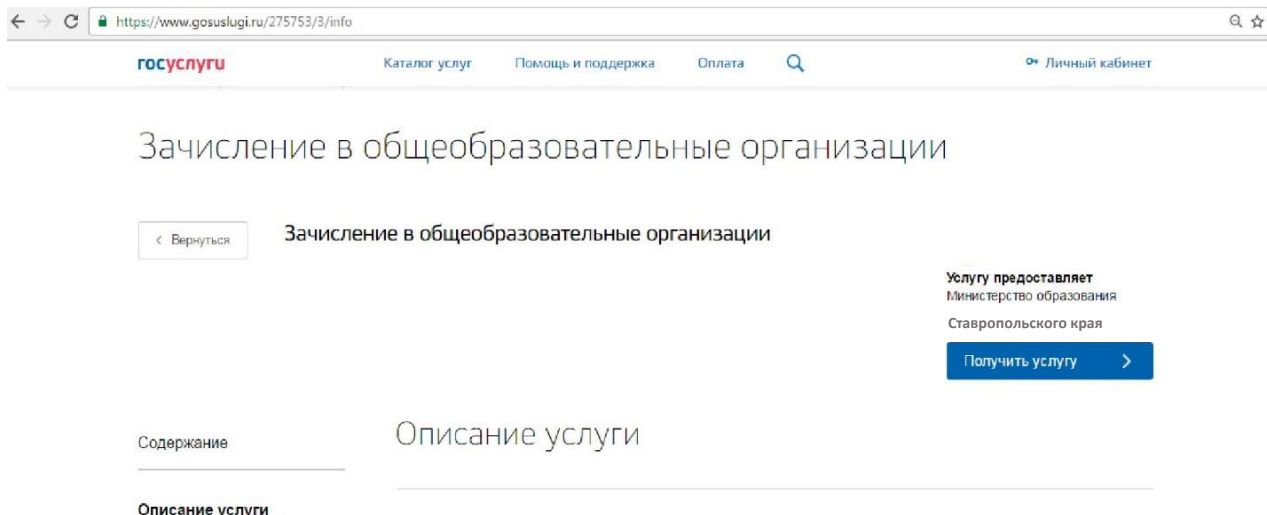 https://www.gosuslugi.ru/275753/3/info
госуслуги Каталог услуг Помощь и поддержка Оплата Личный кабинет
Зачисление в общеобразовательные организации
Вернуться Зачисление в общеобразовательные организации
Услугу предоставляет
Министерство образования
Ставропольского края
Получить услугу
Содержание Описание услуги
Описание услуги